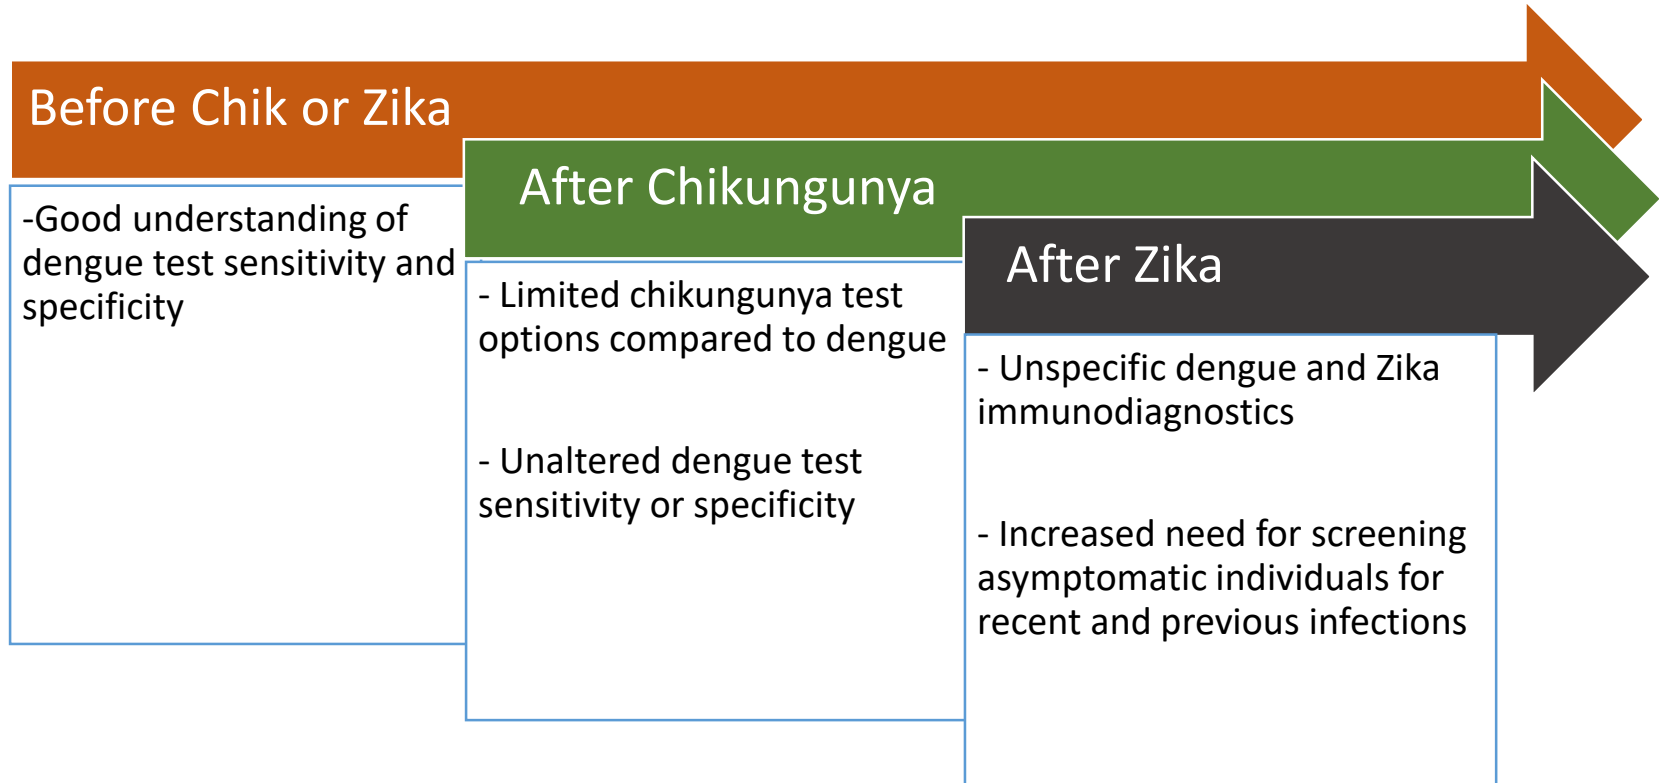 Before Chik or Zika
-Good understanding of
dengue test sensitivity and
specificity
After Chikungunya
- Limited chikungunya test
options compared to dengue
- Unaltered dengue test
sensitivity or specificity
After Zika
- Unspecific dengue and Zika
immunodiagnostics
- Increased need for screening
asymptomatic individuals for
recent and previous infections